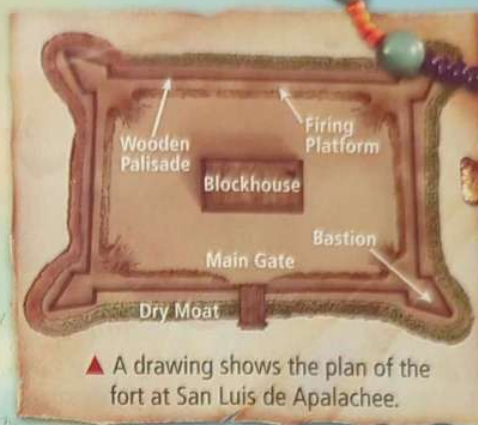 Wooden
Palisade
Firing
Platform
Blockhouse
Bastion
Main Gate
Dry Moat
▲ A drawing shows the plan of the
fort at San Luis de Apalachee.